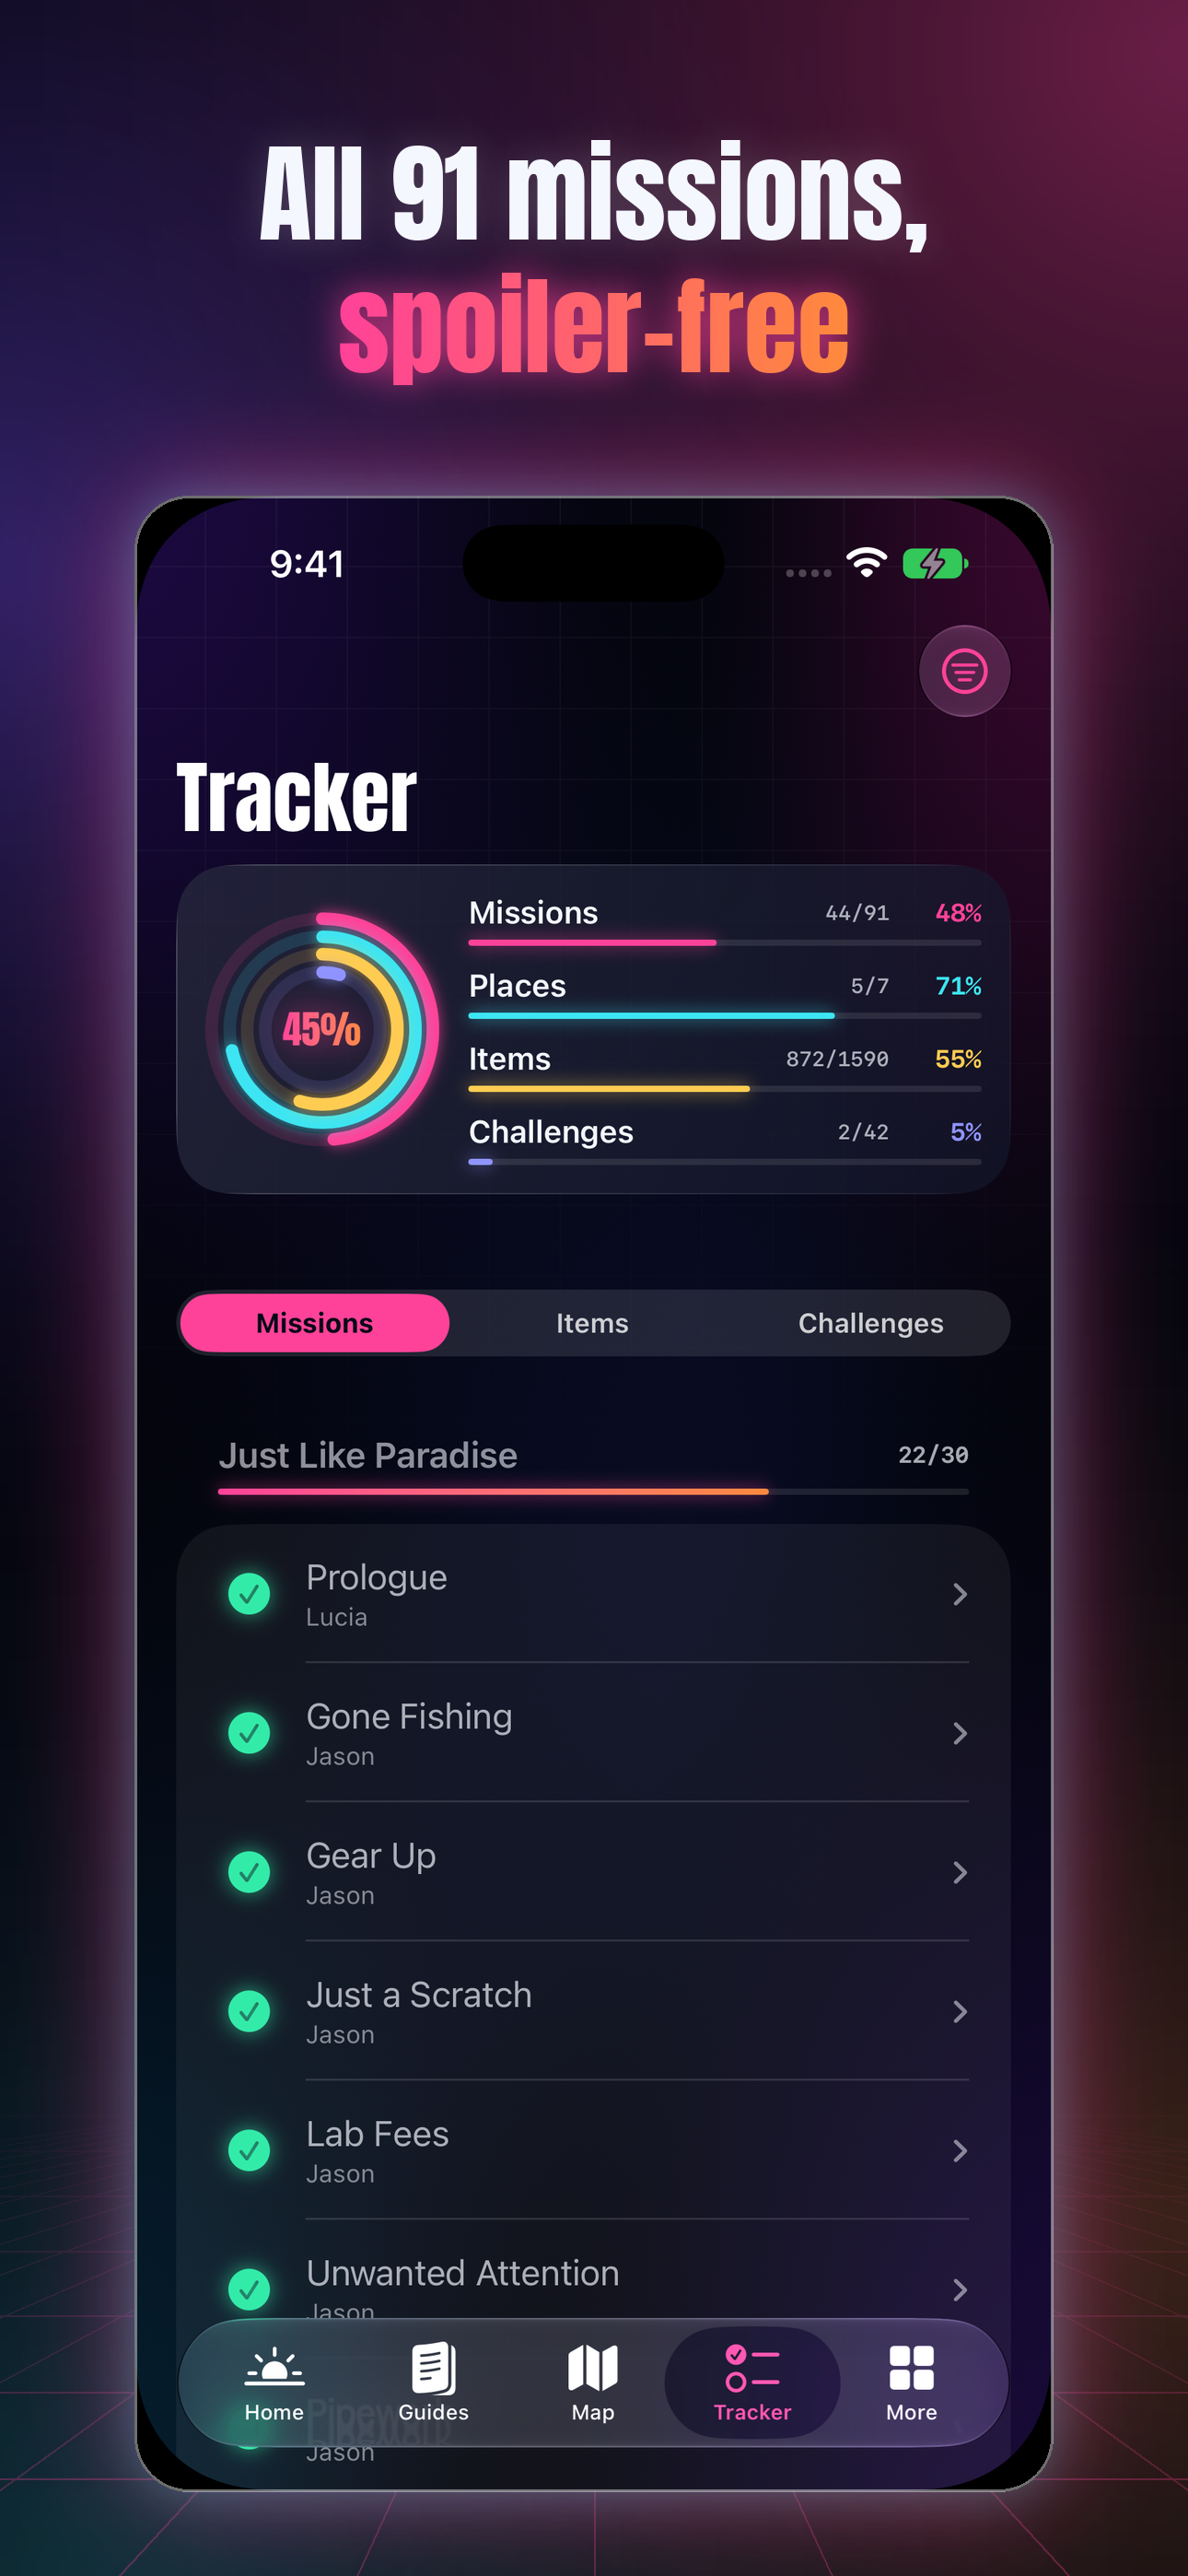 All 91 missions,
spoiler-free
9:41
Tracker
45%
Missions 44/91 48%
Places 5/7 71%
Items 872/1590 55%
Challenges 2/42 5%
Missions Items Challenges
Just Like Paradise 22/30
Prologue
Lucia
Gone Fishing
Jason
Gear Up
Jason
Just a Scratch
Jason
Lab Fees
Jason
Unwanted Attention
Jason
Home Guides Map Tracker More
Jason